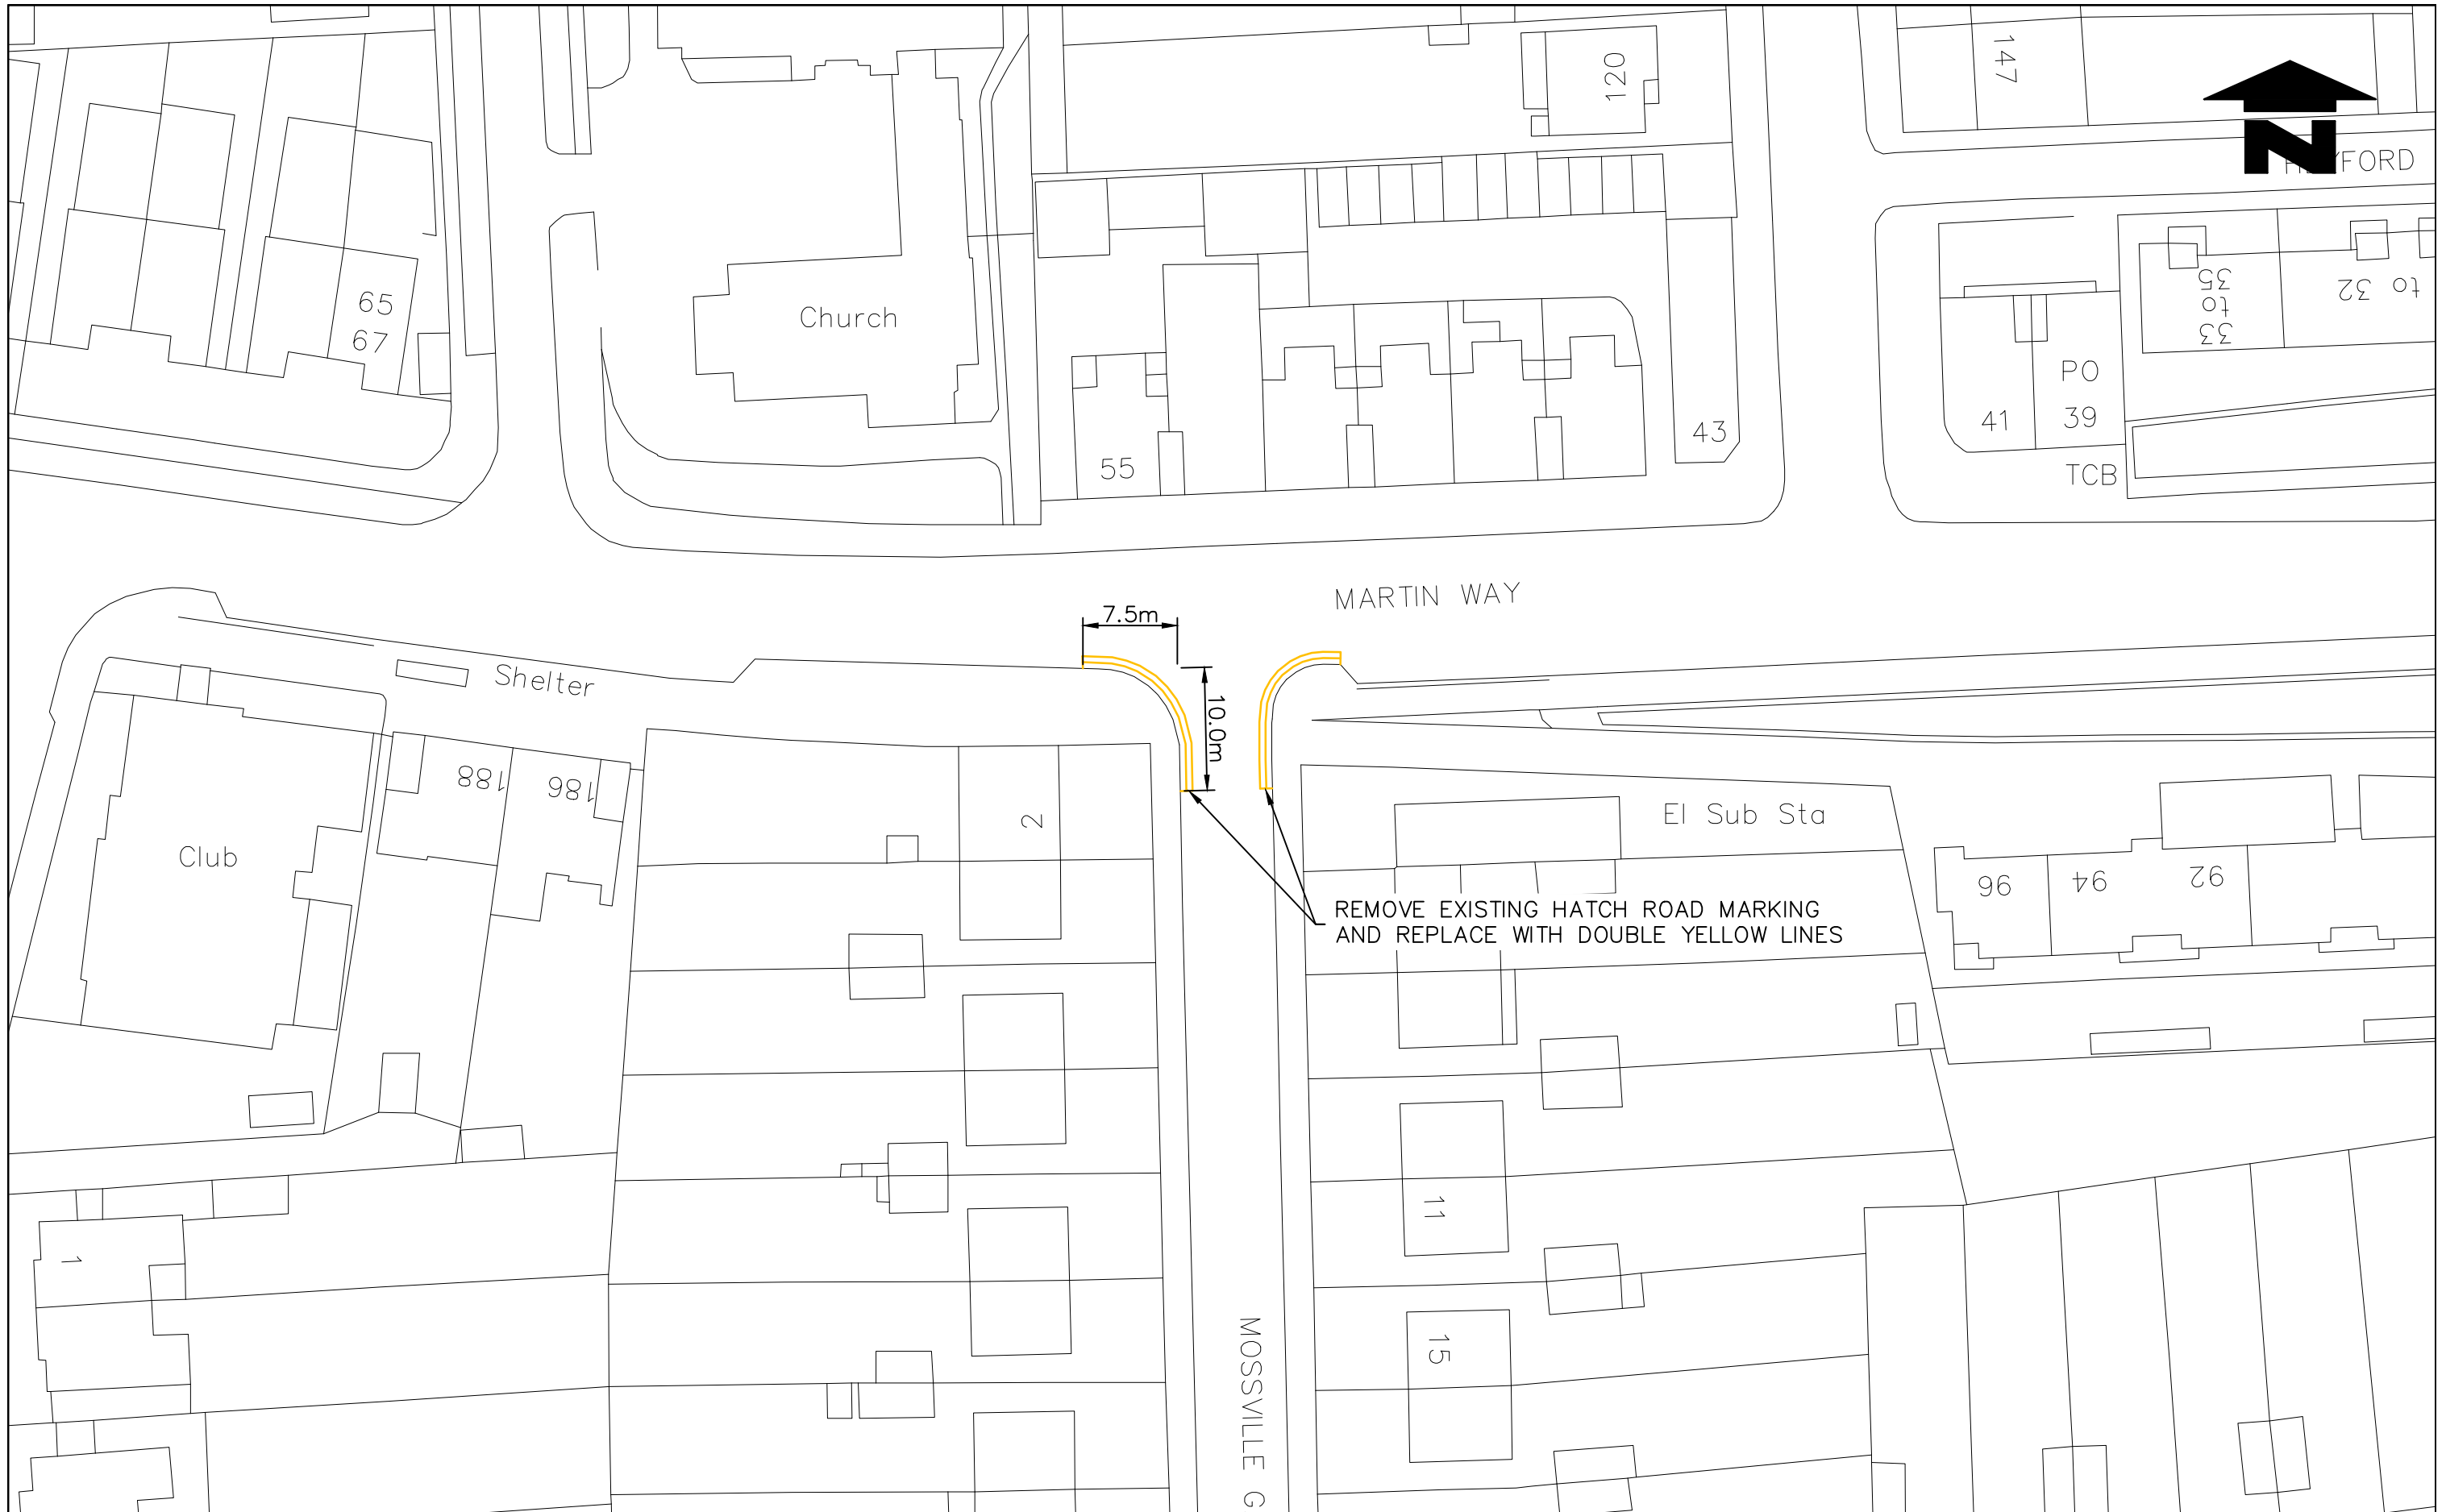 147
120
N
65
67
Church
35
to
33
to 32
PO
41
39
43
55
TCB
MARTIN WAY
7.5m
Shelter
10.0m
188
186
2
El Sub Sta
Club
96
94
92
REMOVE EXISTING HATCH ROAD MARKING
AND REPLACE WITH DOUBLE YELLOW LINES
11
1
15
MOSSVILLE G